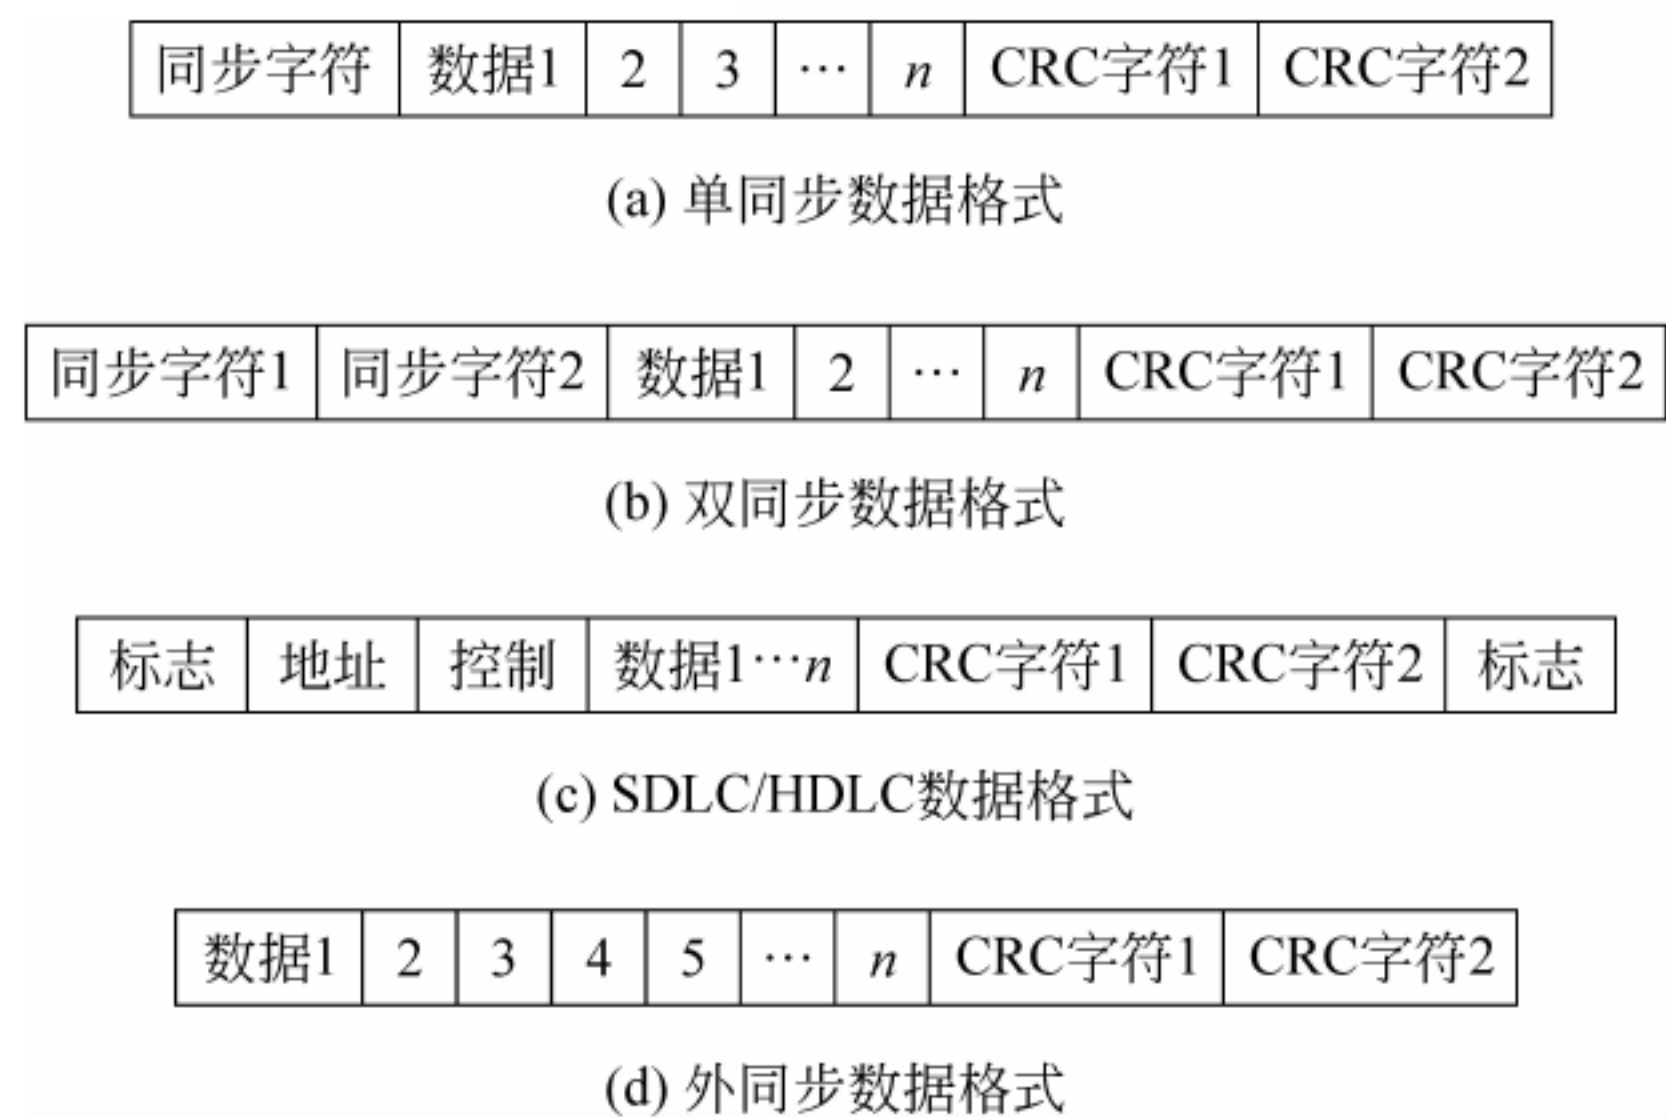 同步字符 数据1 2 3 … n CRC字符1 CRC字符2
(a) 单同步数据格式
同步字符1 同步字符2 数据1 2 … n CRC字符1 CRC字符2
(b) 双同步数据格式
标志 地址 控制 数据1…n CRC字符1 CRC字符2 标志
(c) SDLC/HDLC数据格式
数据1 2 3 4 5 … n CRC字符1 CRC字符2
(d) 外同步数据格式